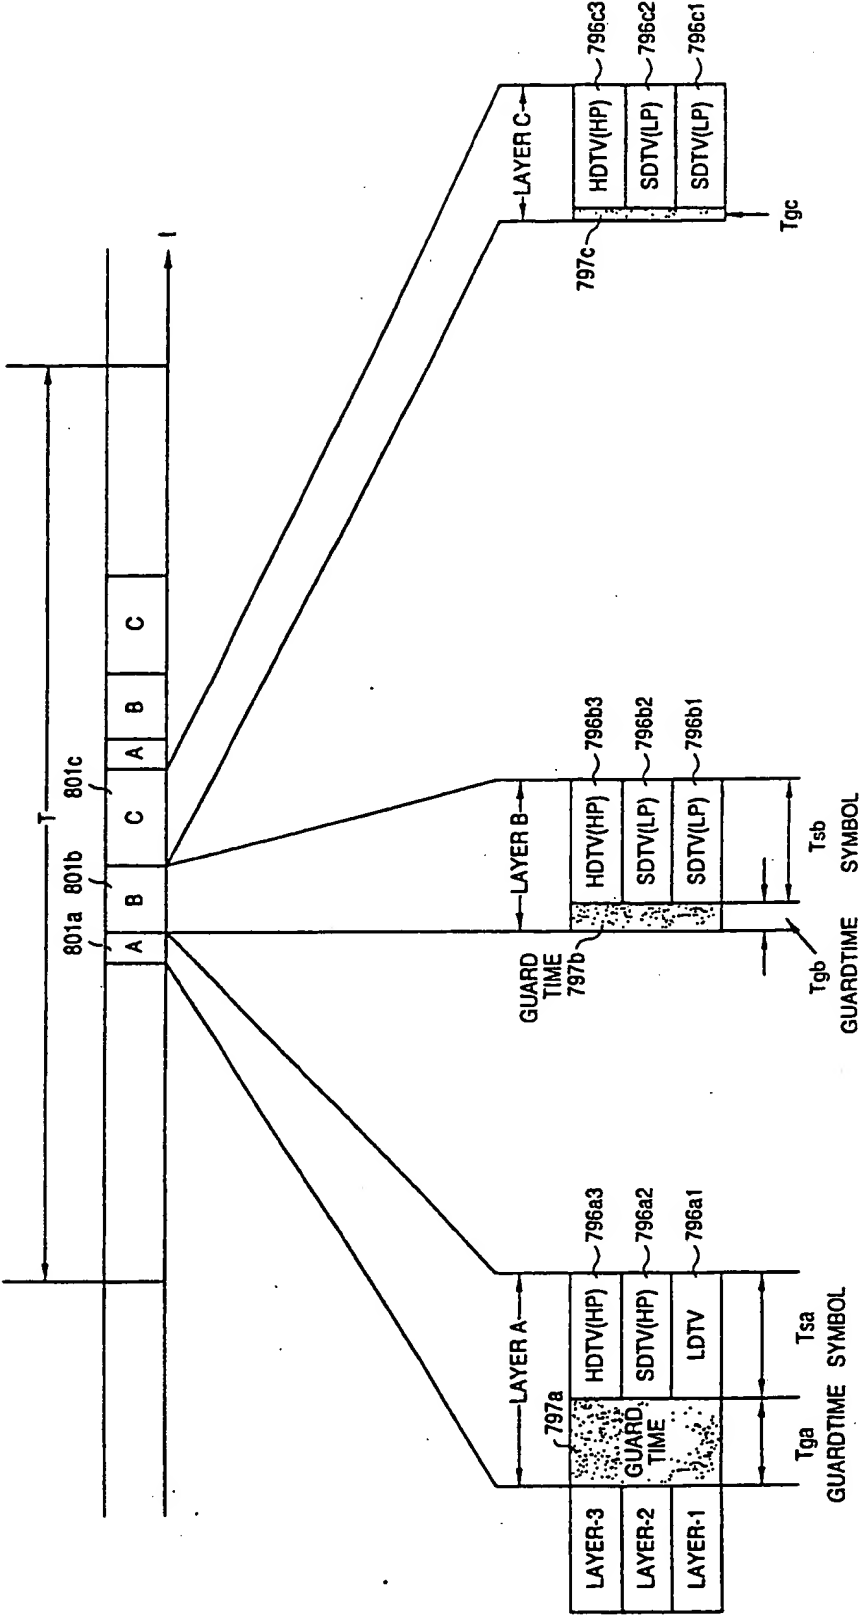 T
801a
801b
801c
A
B
C
A
B
C
t
LAYER A
797a
LAYER-3
LAYER-2
LAYER-1
GUARD
TIME
HDTV(HP)
SDTV(HP)
LDTV
796a3
796a2
796a1
Tga
GUARDTIME
Tsa
SYMBOL
LAYER B
GUARD
TIME
797b
HDTV(HP)
SDTV(LP)
SDTV(LP)
796b3
796b2
796b1
Tgb
GUARDTIME
Tsb
SYMBOL
LAYER C
797c
HDTV(HP)
SDTV(LP)
SDTV(LP)
796c3
796c2
796c1
Tgc